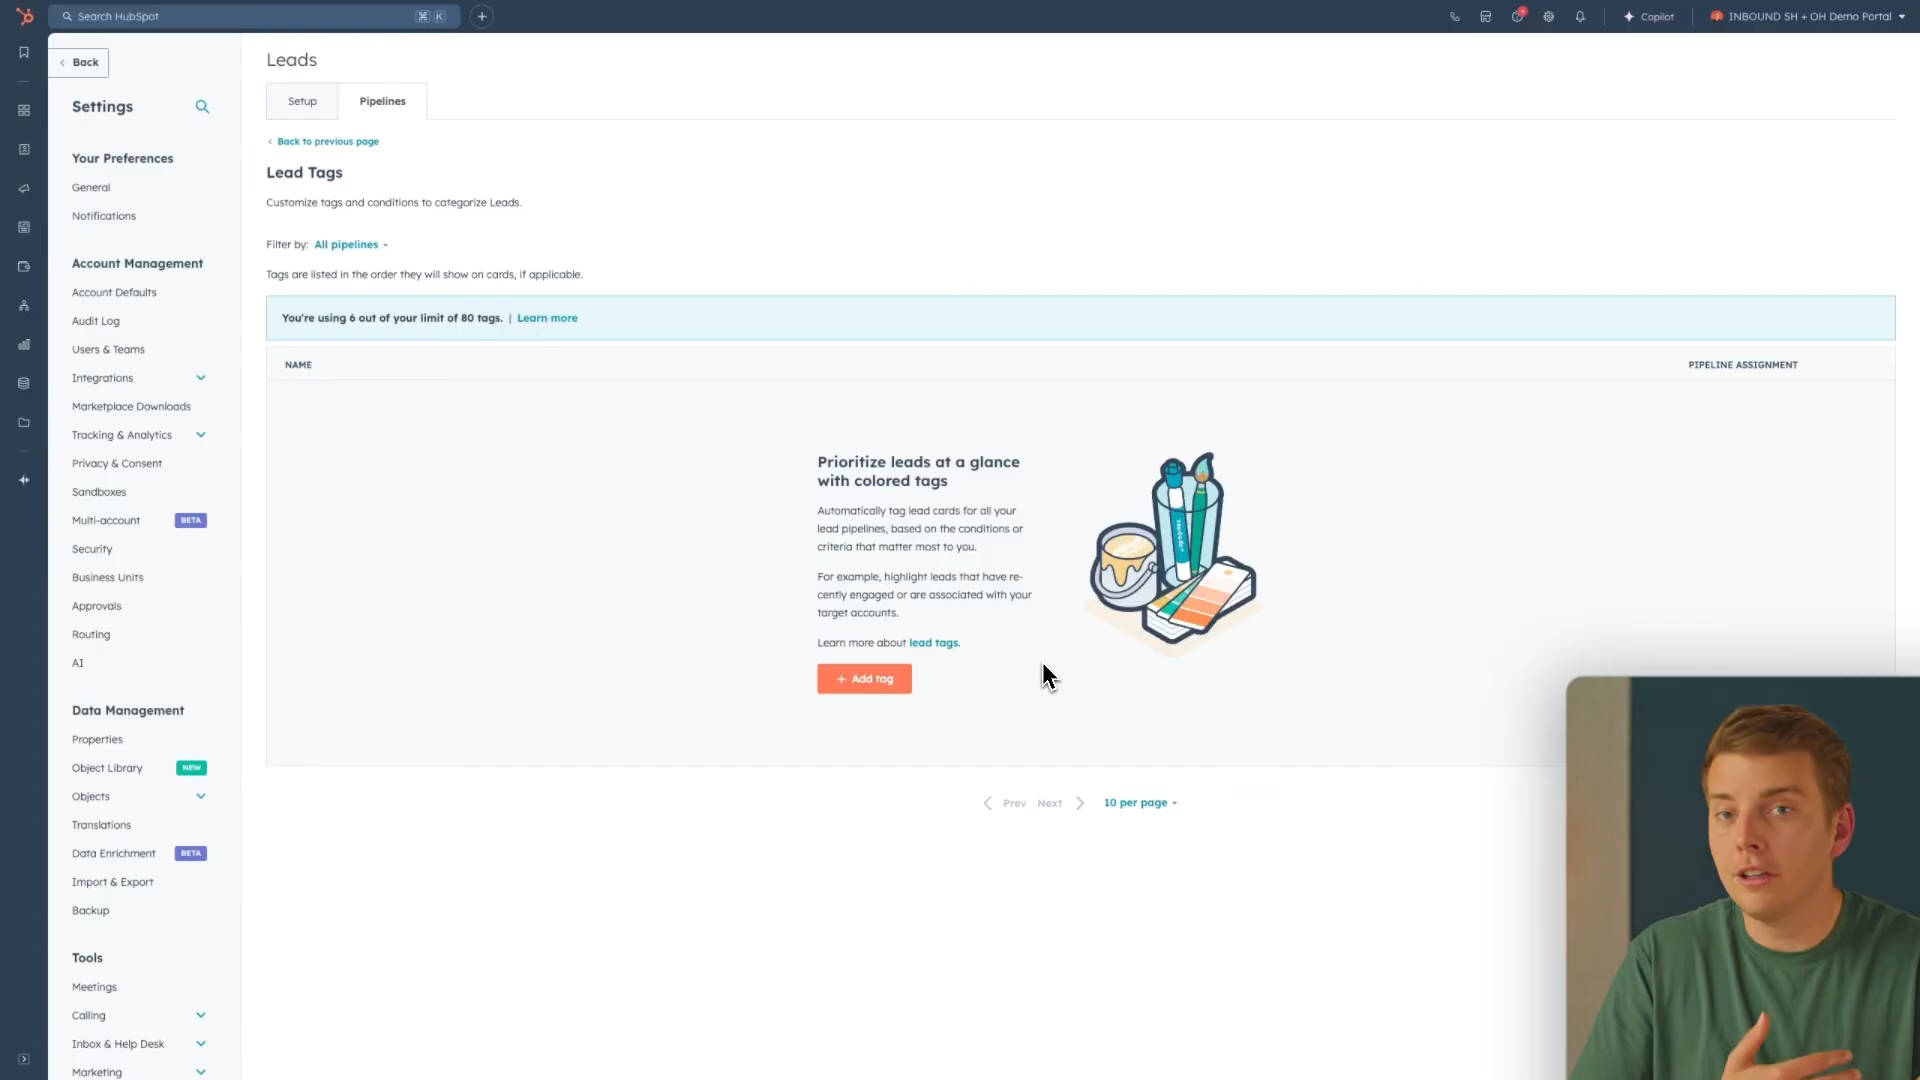 Search HubSpot
⌘ K
Copilot
INBOUND SH + OH Demo Portal
Back
Settings
Your Preferences
General
Notifications
Account Management
Account Defaults
Audit Log
Users & Teams
Integrations
Marketplace Downloads
Tracking & Analytics
Privacy & Consent
Sandboxes
Multi-account BETA
Security
Business Units
Approvals
Routing
AI
Data Management
Properties
Object Library NEW
Objects
Translations
Data Enrichment BETA
Import & Export
Backup
Tools
Meetings
Calling
Inbox & Help Desk
Marketing
Leads
Setup
Pipelines
Back to previous page
Lead Tags
Customize tags and conditions to categorize Leads.
Filter by: All pipelines
Tags are listed in the order they will show on cards, if applicable.
You're using 6 out of your limit of 80 tags. | Learn more
NAME
PIPELINE ASSIGNMENT
Prioritize leads at a glance
with colored tags
Automatically tag lead cards for all your
lead pipelines, based on the conditions or
criteria that matter most to you.
For example, highlight leads that have re-
cently engaged or are associated with your
target accounts.
Learn more about lead tags.
+ Add tag
Prev Next
10 per page